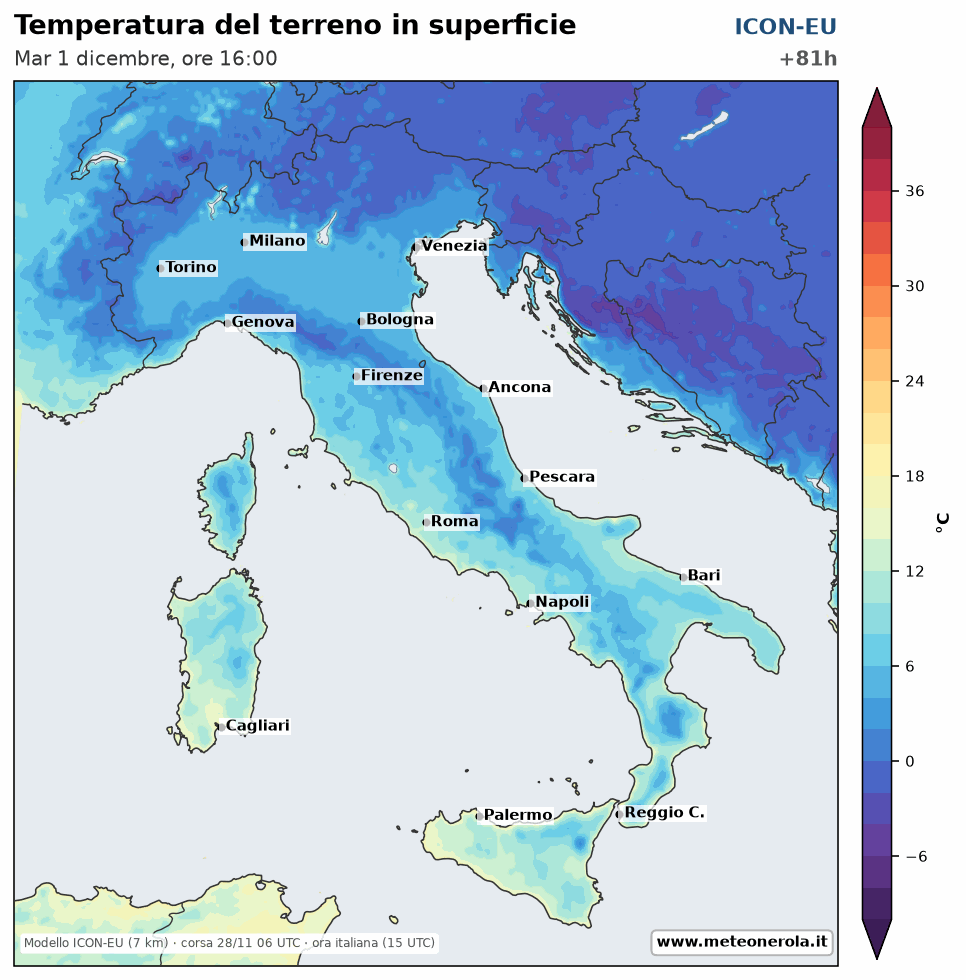 Temperatura del terreno in superficie
ICON-EU
Mar 1 dicembre, ore 16:00
+81h
Milano
Venezia
Torino
Genova
Bologna
Firenze
Ancona
Pescara
Roma
Bari
Napoli
Cagliari
Palermo
Reggio C.
36
30
24
18
12
6
0
−6
°C
Modello ICON-EU (7 km) · corsa 28/11 06 UTC · ora italiana (15 UTC)
www.meteonerola.it